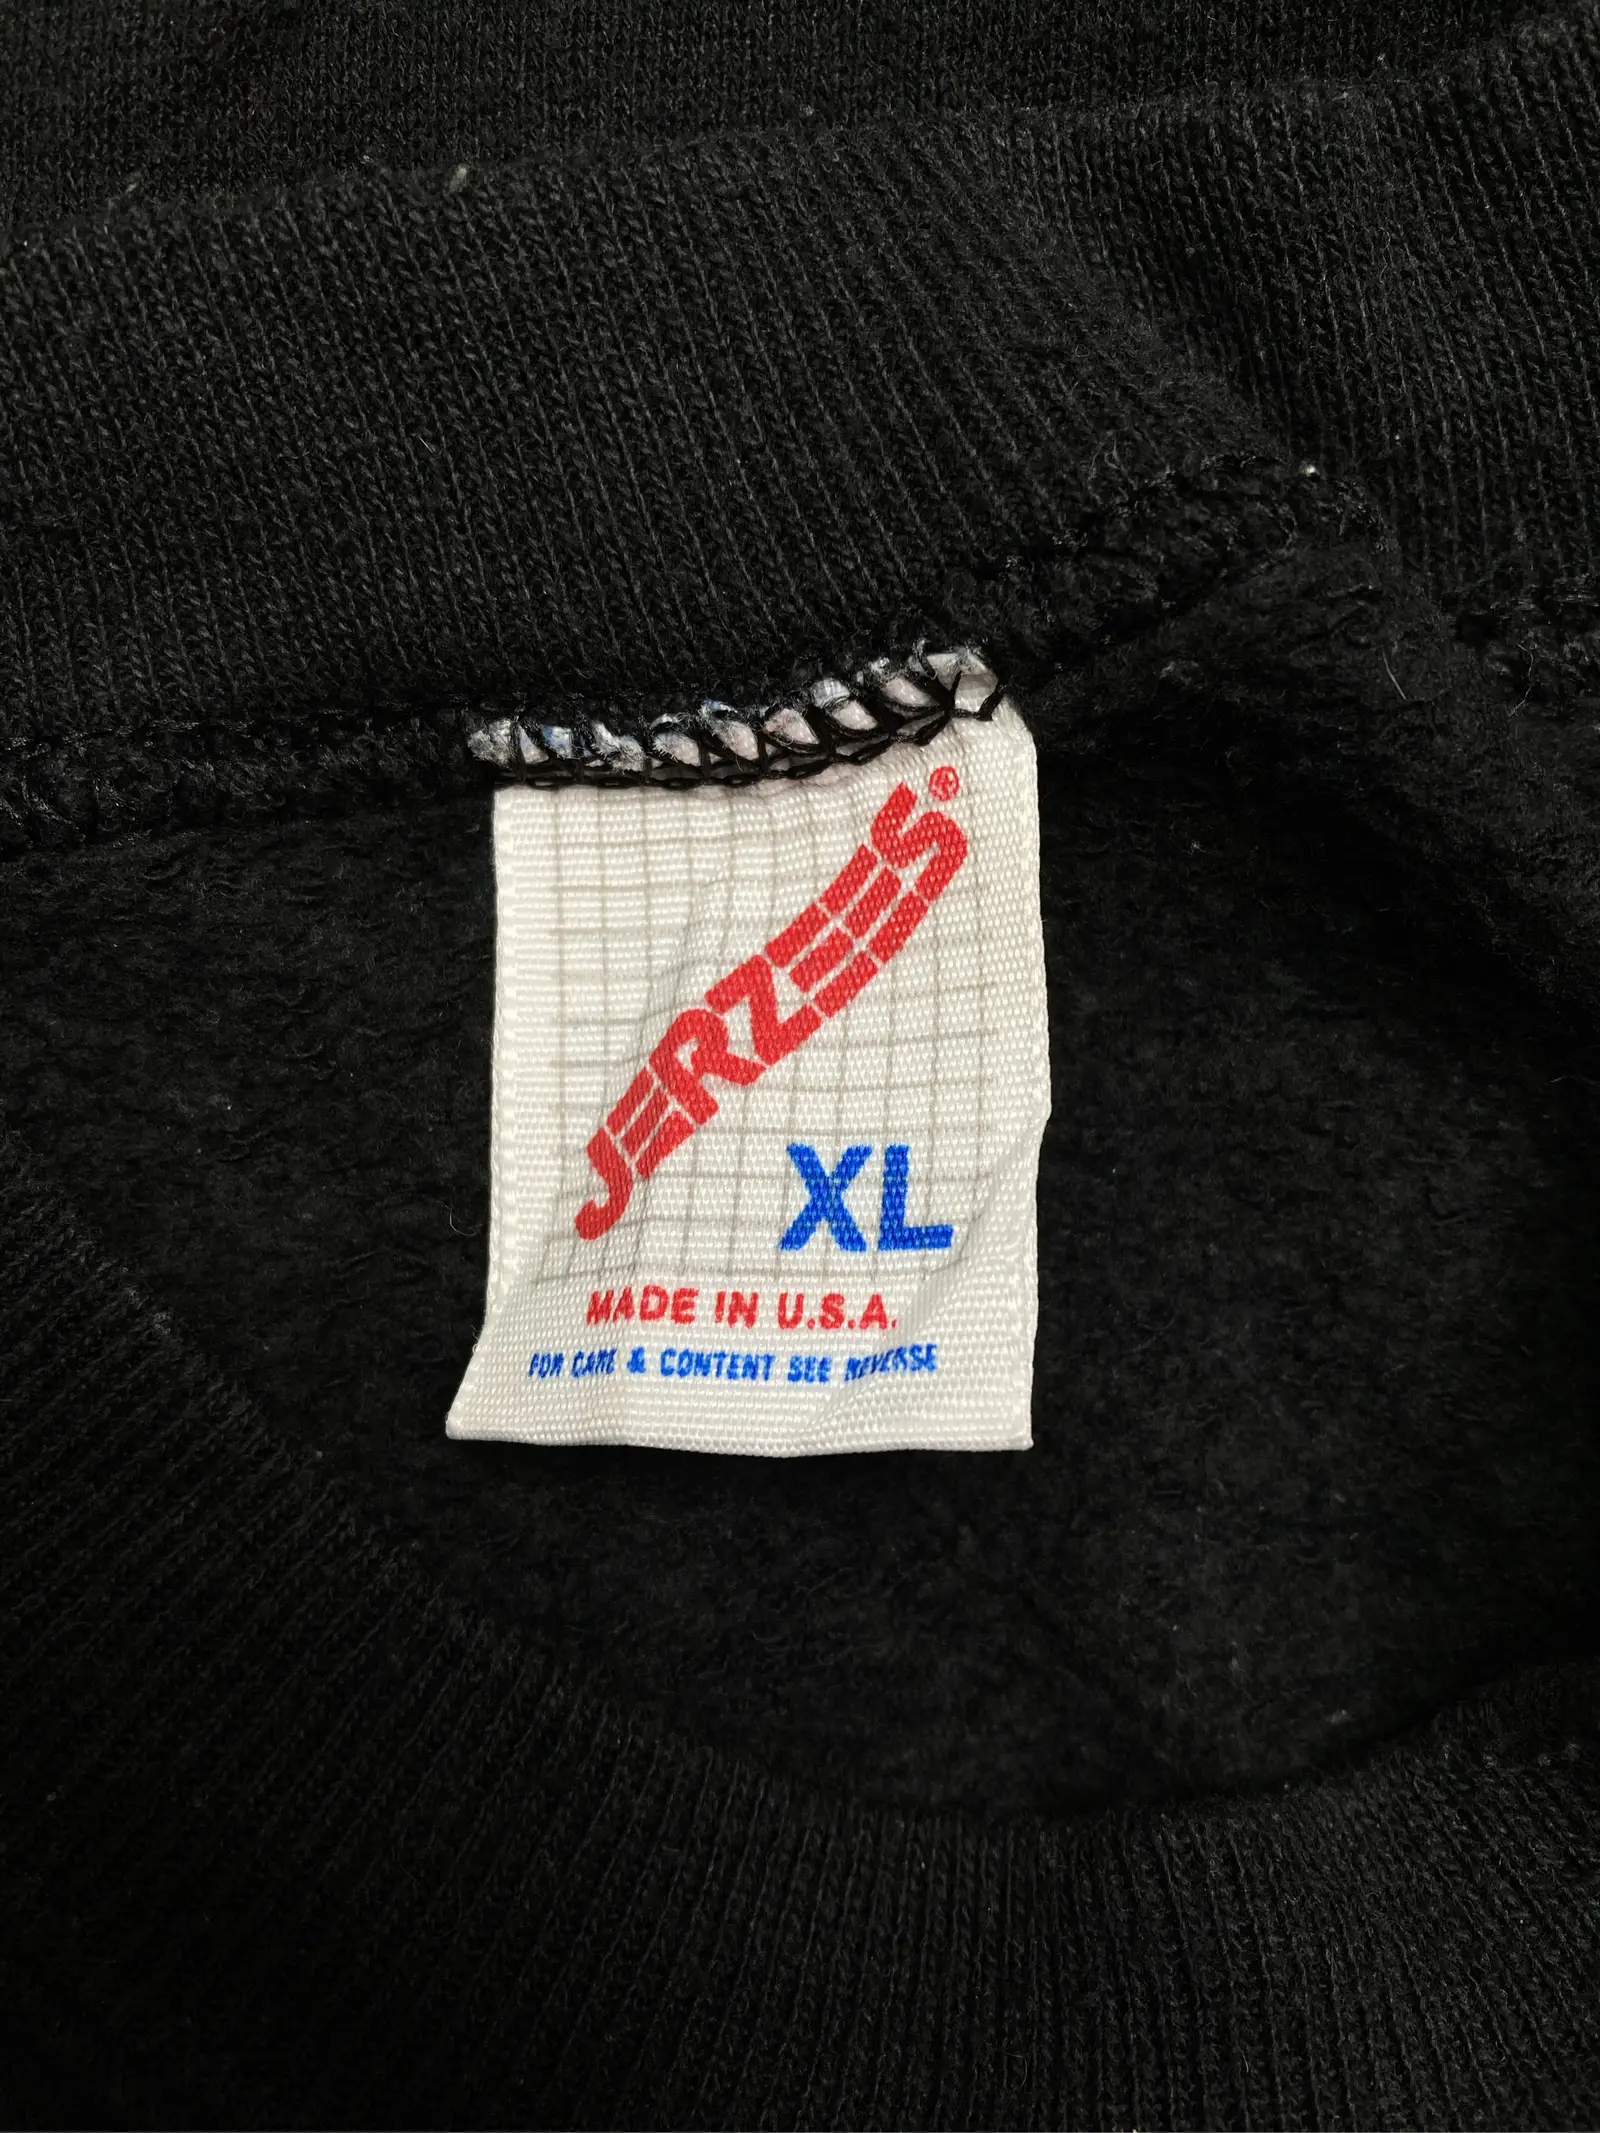 JERZEES®
XL
MADE IN U.S.A.
FOR CARE & CONTENT SEE REVERSE